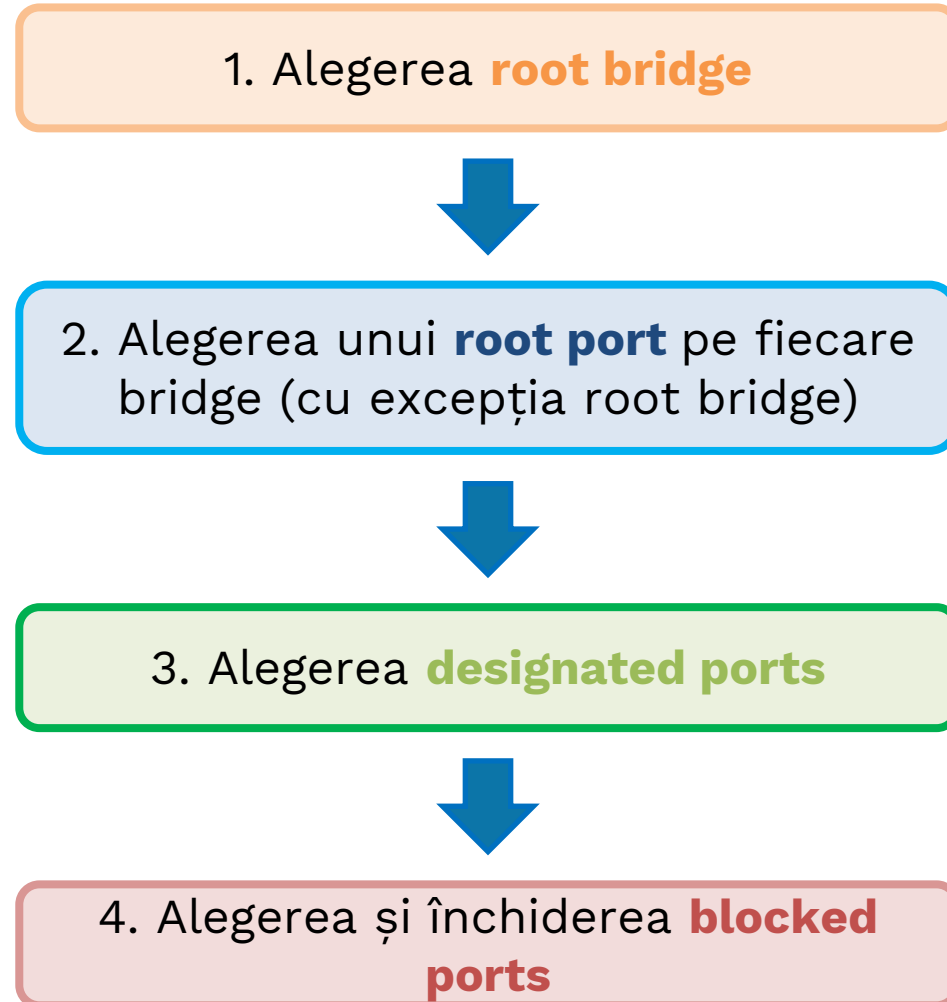 1. Alegerea root bridge
2. Alegerea unui root port pe fiecare
bridge (cu excepția root bridge)
3. Alegerea designated ports
4. Alegerea și închiderea blocked
ports